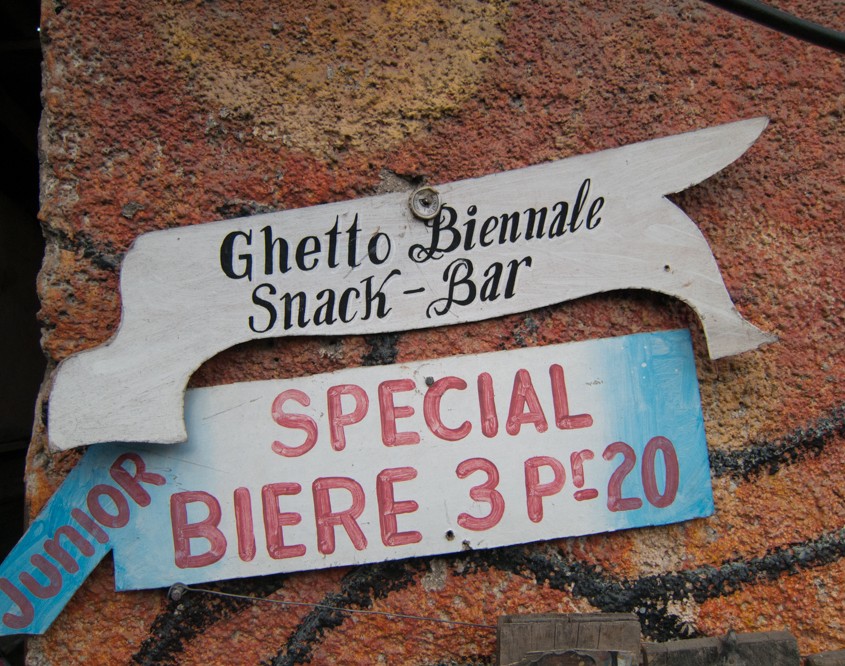 Ghetto Biennale
Snack-Bar
SPECIAL
BIERE 3 Pr 20
JunIOR